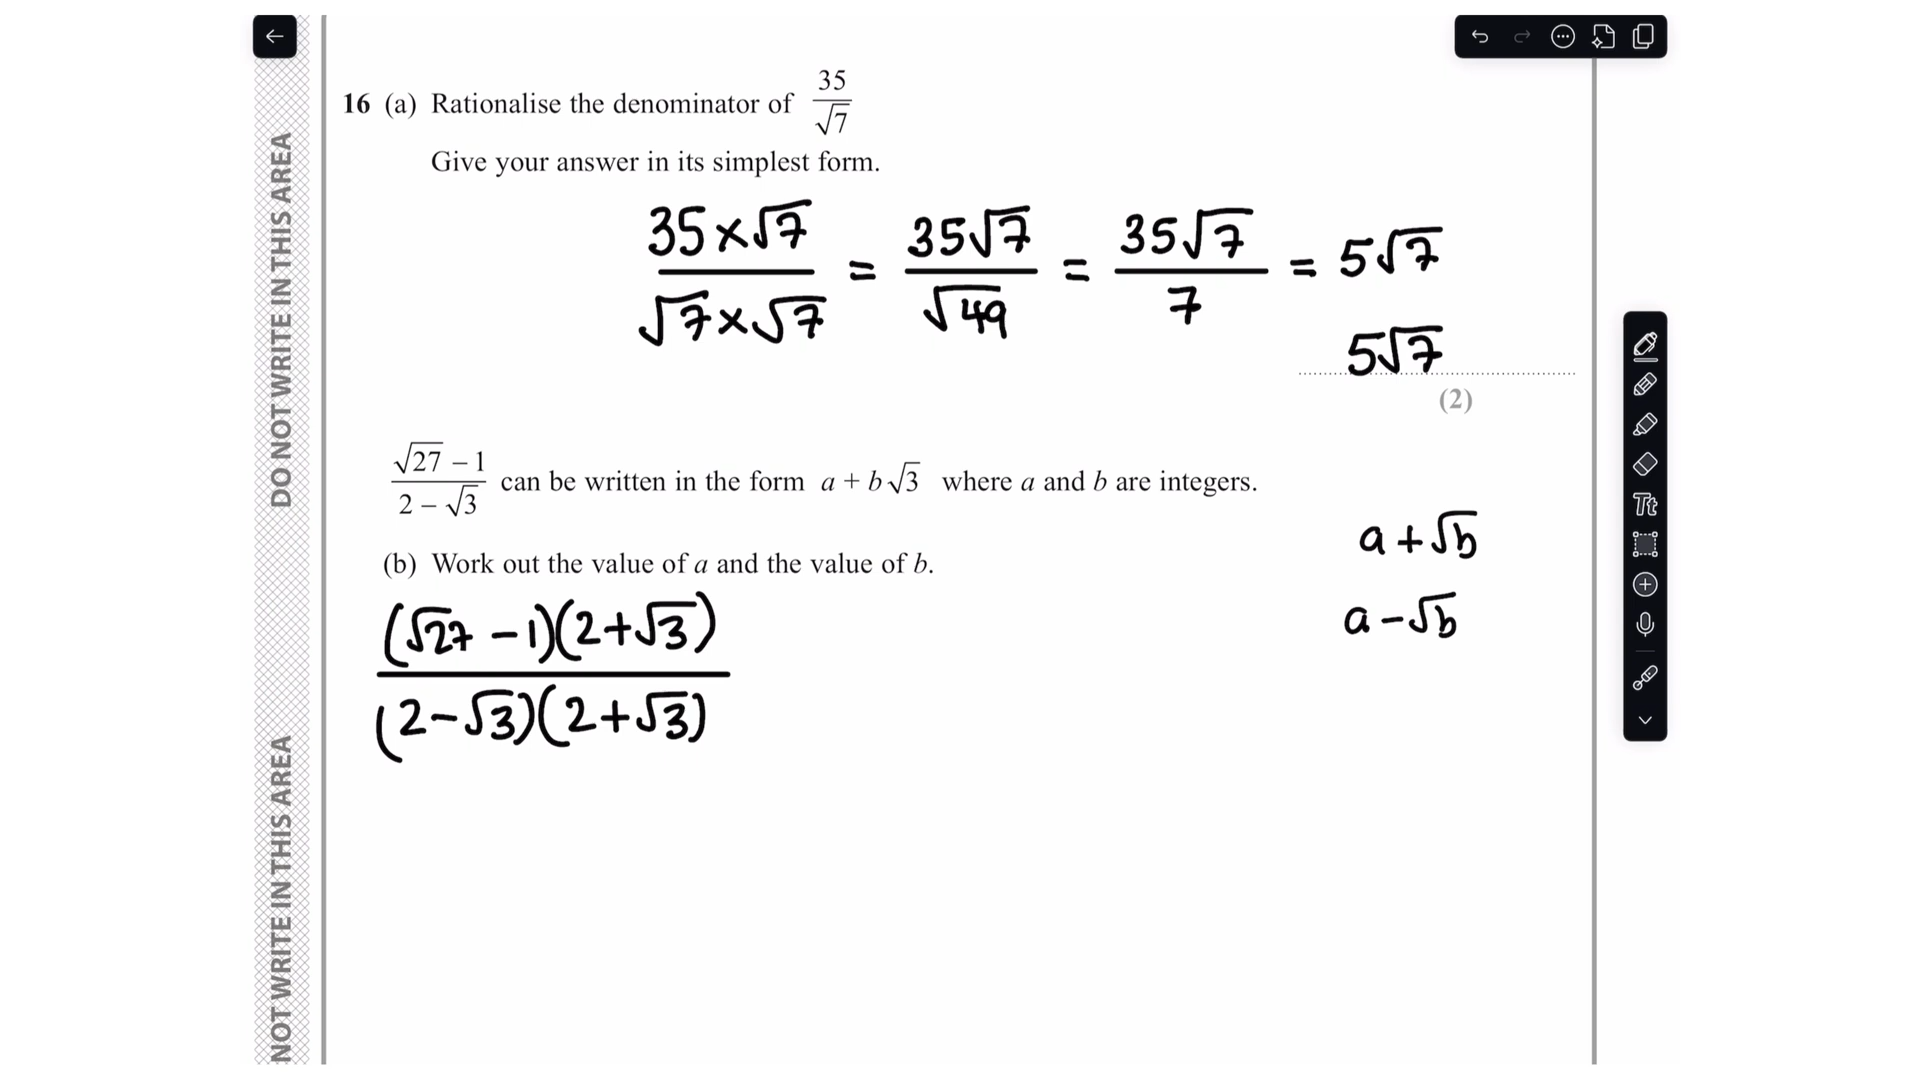 16 (a) Rationalise the denominator of 35/√7
Give your answer in its simplest form.
35×√7/√7×√7 = 35√7/√49 = 35√7/7 = 5√7
5√7
(2)
√27 – 1/2 – √3 can be written in the form a + b√3 where a and b are integers.
a+√b
(b) Work out the value of a and the value of b.
a-√b
(√27 -1)(2+√3)/(2-√3)(2+√3)
DO NOT WRITE IN THIS AREA
NOT WRITE IN THIS AREA
Tt